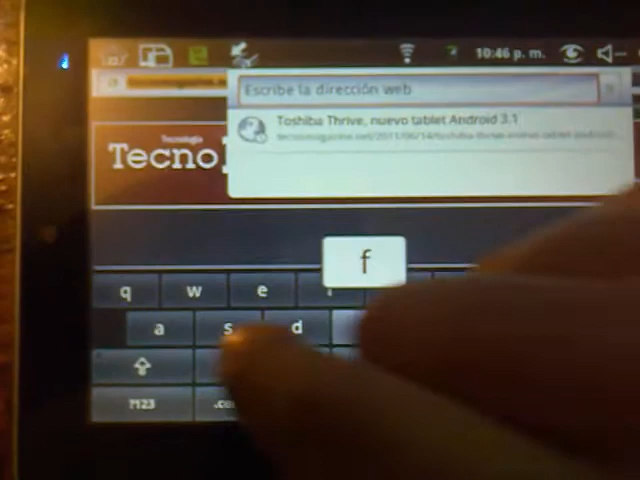 10:46 p. m.
Escribe la dirección web
Toshiba Thrive, nuevo tablet Android 3.1
Tecnología
Tecno
f
q w e
a s d
?123 .co